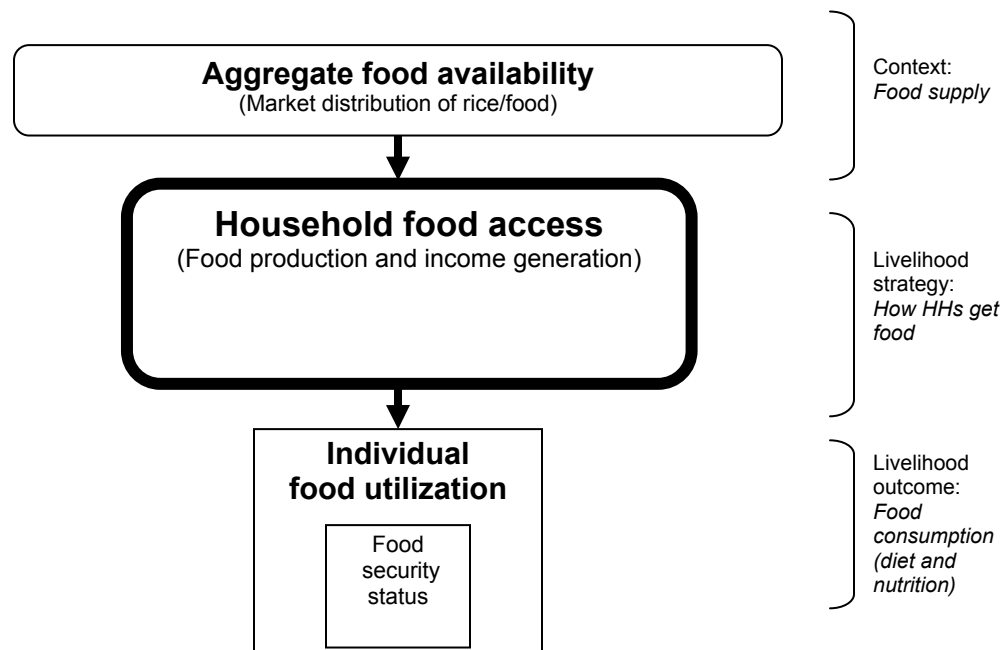 Aggregate food availability
(Market distribution of rice/food)
Context:
Food supply
Household food access
(Food production and income generation)
Livelihood
strategy:
How HHs get
food
Individual
food utilization
Food
security
status
Livelihood
outcome:
Food
consumption
(diet and
nutrition)